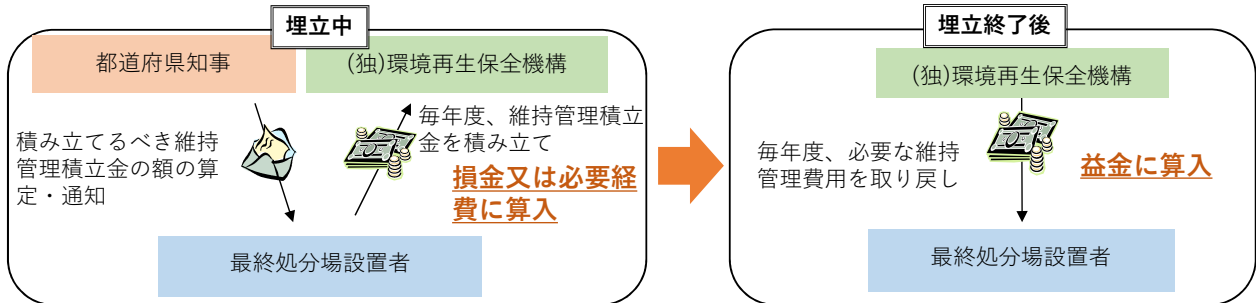 埋立中
都道府県知事
(独)環境再生保全機構
積み立てるべき維持
管理積立金の額の算
定・通知
毎年度、維持管理積立
金を積み立て
損金又は必要経
費に算入
最終処分場設置者
埋立終了後
(独)環境再生保全機構
毎年度、必要な維持
管理費用を取り戻し
益金に算入
最終処分場設置者